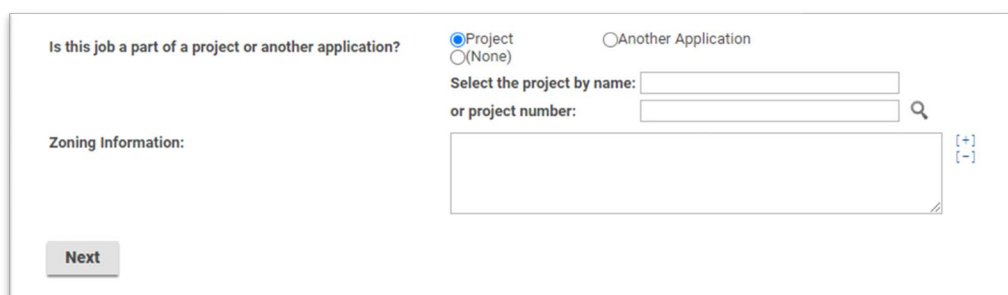 Is this job a part of a project or another application? Project Another Application
(None)
Select the project by name:
or project number:
Zoning Information: [+]
[-]
Next